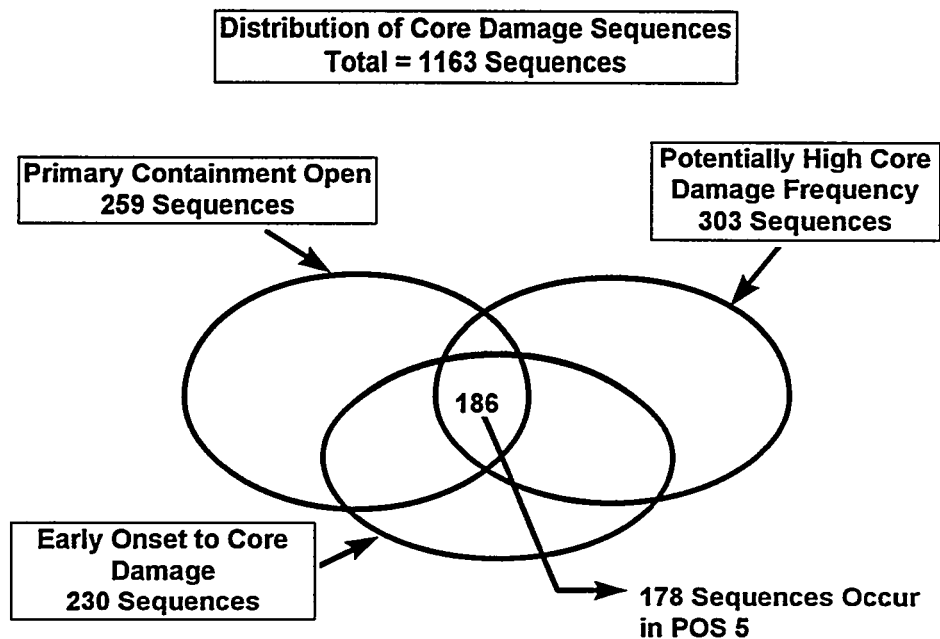 Distribution of Core Damage Sequences
Total = 1163 Sequences
Primary Containment Open
259 Sequences
Potentially High Core
Damage Frequency
303 Sequences
186
Early Onset to Core
Damage
230 Sequences
178 Sequences Occur
in POS 5